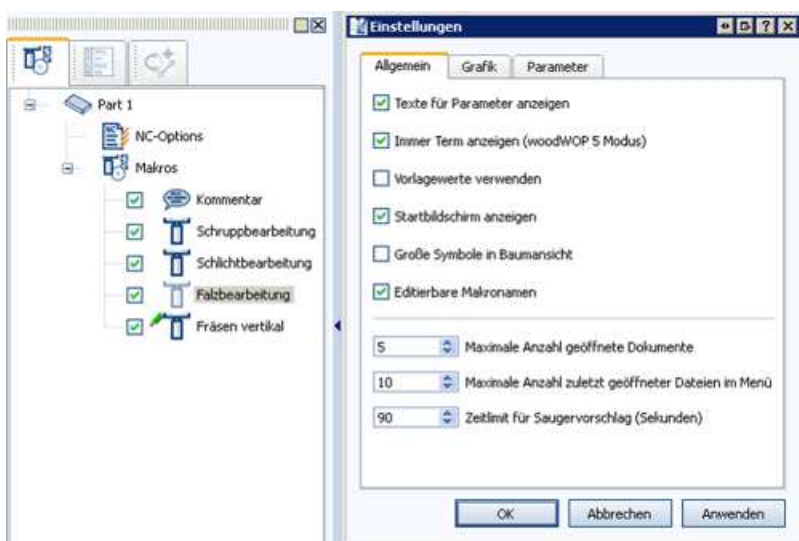 Part 1
NC-Options
Makros
Kommentar
Schruppbearbeitung
Schlichtbearbeitung
Falzbearbeitung
Fräsen vertikal
Einstellungen
Allgemein Grafik Parameter
Texte für Parameter anzeigen
Immer Term anzeigen (woodWOP 5 Modus)
Vorlagewerte verwenden
Startbildschirm anzeigen
Große Symbole in Baumansicht
Editierbare Makronamen
5 Maximale Anzahl geöffnete Dokumente
10 Maximale Anzahl zuletzt geöffneter Dateien im Menü
90 Zeitlimit für Saugervorschlag (Sekunden)
OK Abbrechen Anwenden